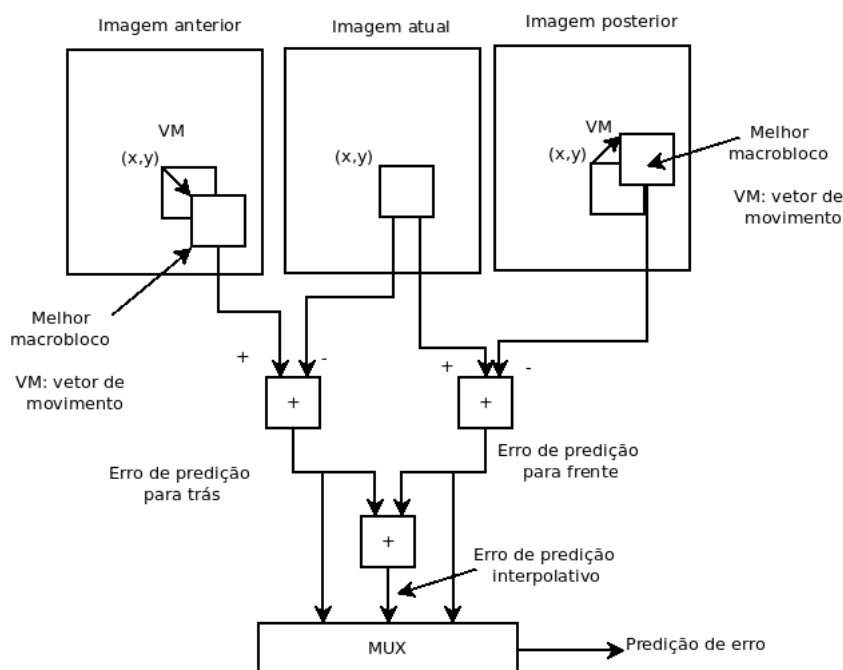 Imagem anterior
Imagem atual
Imagem posterior
VM
(x,y)
(x,y)
VM
(x,y)
Melhor
macrobloco
VM: vetor de
movimento
Melhor
macrobloco
VM: vetor de
movimento
+
-
+
-
+
+
Erro de predição
para trás
Erro de predição
para frente
+
Erro de predição
interpolativo
MUX
Predição de erro